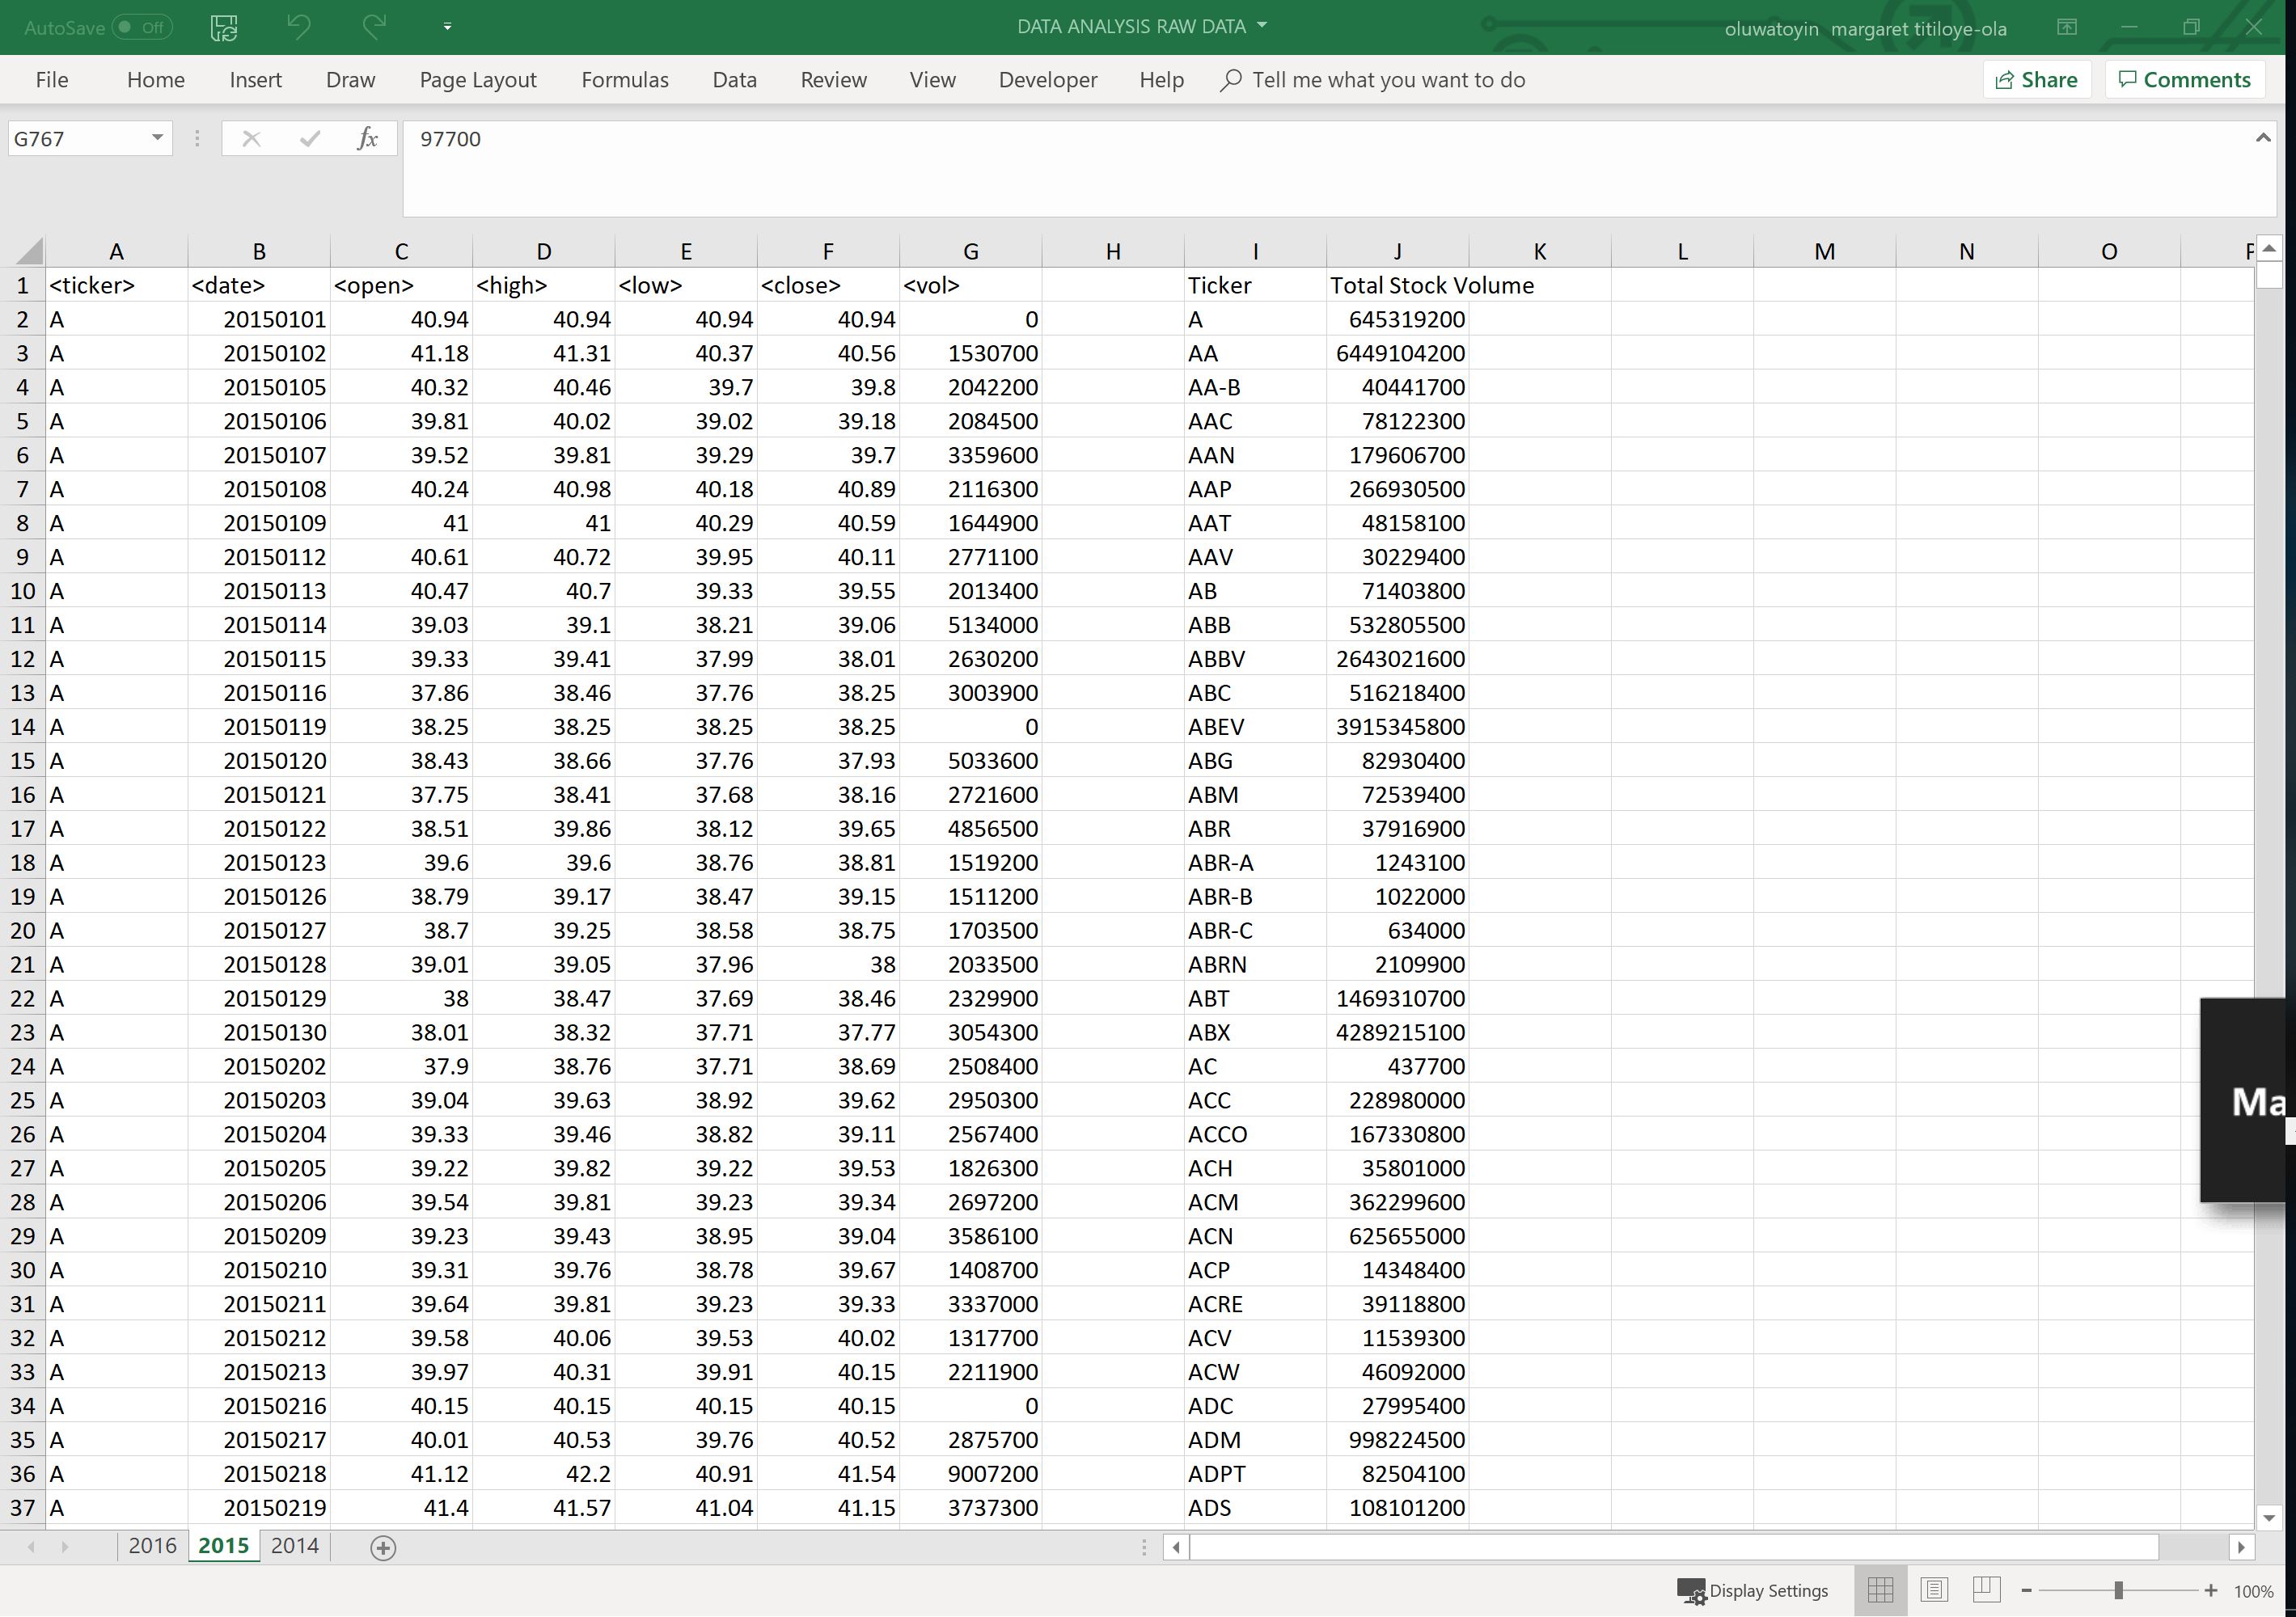 AutoSave Off DATA ANALYSIS RAW DATA oluwatoyin margaret titiloye-ola
File Home Insert Draw Page Layout Formulas Data Review View Developer Help Tell me what you want to do Share Comments
G767 fx 97700
A B C D E F G H I J K L M N O
1 <ticker> <date> <open> <high> <low> <close> <vol> Ticker Total Stock Volume
2 A 20150101 40.94 40.94 40.94 40.94 0 A 645319200
3 A 20150102 41.18 41.31 40.37 40.56 1530700 AA 6449104200
4 A 20150105 40.32 40.46 39.7 39.8 2042200 AA-B 40441700
5 A 20150106 39.81 40.02 39.02 39.18 2084500 AAC 78122300
6 A 20150107 39.52 39.81 39.29 39.7 3359600 AAN 179606700
7 A 20150108 40.24 40.98 40.18 40.89 2116300 AAP 266930500
8 A 20150109 41 41 40.29 40.59 1644900 AAT 48158100
9 A 20150112 40.61 40.72 39.95 40.11 2771100 AAV 30229400
10 A 20150113 40.47 40.7 39.33 39.55 2013400 AB 71403800
11 A 20150114 39.03 39.1 38.21 39.06 5134000 ABB 532805500
12 A 20150115 39.33 39.41 37.99 38.01 2630200 ABBV 2643021600
13 A 20150116 37.86 38.46 37.76 38.25 3003900 ABC 516218400
14 A 20150119 38.25 38.25 38.25 38.25 0 ABEV 3915345800
15 A 20150120 38.43 38.66 37.76 37.93 5033600 ABG 82930400
16 A 20150121 37.75 38.41 37.68 38.16 2721600 ABM 72539400
17 A 20150122 38.51 39.86 38.12 39.65 4856500 ABR 37916900
18 A 20150123 39.6 39.6 38.76 38.81 1519200 ABR-A 1243100
19 A 20150126 38.79 39.17 38.47 39.15 1511200 ABR-B 1022000
20 A 20150127 38.7 39.25 38.58 38.75 1703500 ABR-C 634000
21 A 20150128 39.01 39.05 37.96 38 2033500 ABRN 2109900
22 A 20150129 38 38.47 37.69 38.46 2329900 ABT 1469310700
23 A 20150130 38.01 38.32 37.71 37.77 3054300 ABX 4289215100
24 A 20150202 37.9 38.76 37.71 38.69 2508400 AC 437700
25 A 20150203 39.04 39.63 38.92 39.62 2950300 ACC 228980000
26 A 20150204 39.33 39.46 38.82 39.11 2567400 ACCO 167330800
27 A 20150205 39.22 39.82 39.22 39.53 1826300 ACH 35801000
28 A 20150206 39.54 39.81 39.23 39.34 2697200 ACM 362299600
29 A 20150209 39.23 39.43 38.95 39.04 3586100 ACN 625655000
30 A 20150210 39.31 39.76 38.78 39.67 1408700 ACP 14348400
31 A 20150211 39.64 39.81 39.23 39.33 3337000 ACRE 39118800
32 A 20150212 39.58 40.06 39.53 40.02 1317700 ACV 11539300
33 A 20150213 39.97 40.31 39.91 40.15 2211900 ACW 46092000
34 A 20150216 40.15 40.15 40.15 40.15 0 ADC 27995400
35 A 20150217 40.01 40.53 39.76 40.52 2875700 ADM 998224500
36 A 20150218 41.12 42.2 40.91 41.54 9007200 ADPT 82504100
37 A 20150219 41.4 41.57 41.04 41.15 3737300 ADS 108101200
2016 2015 2014
Display Settings 100%